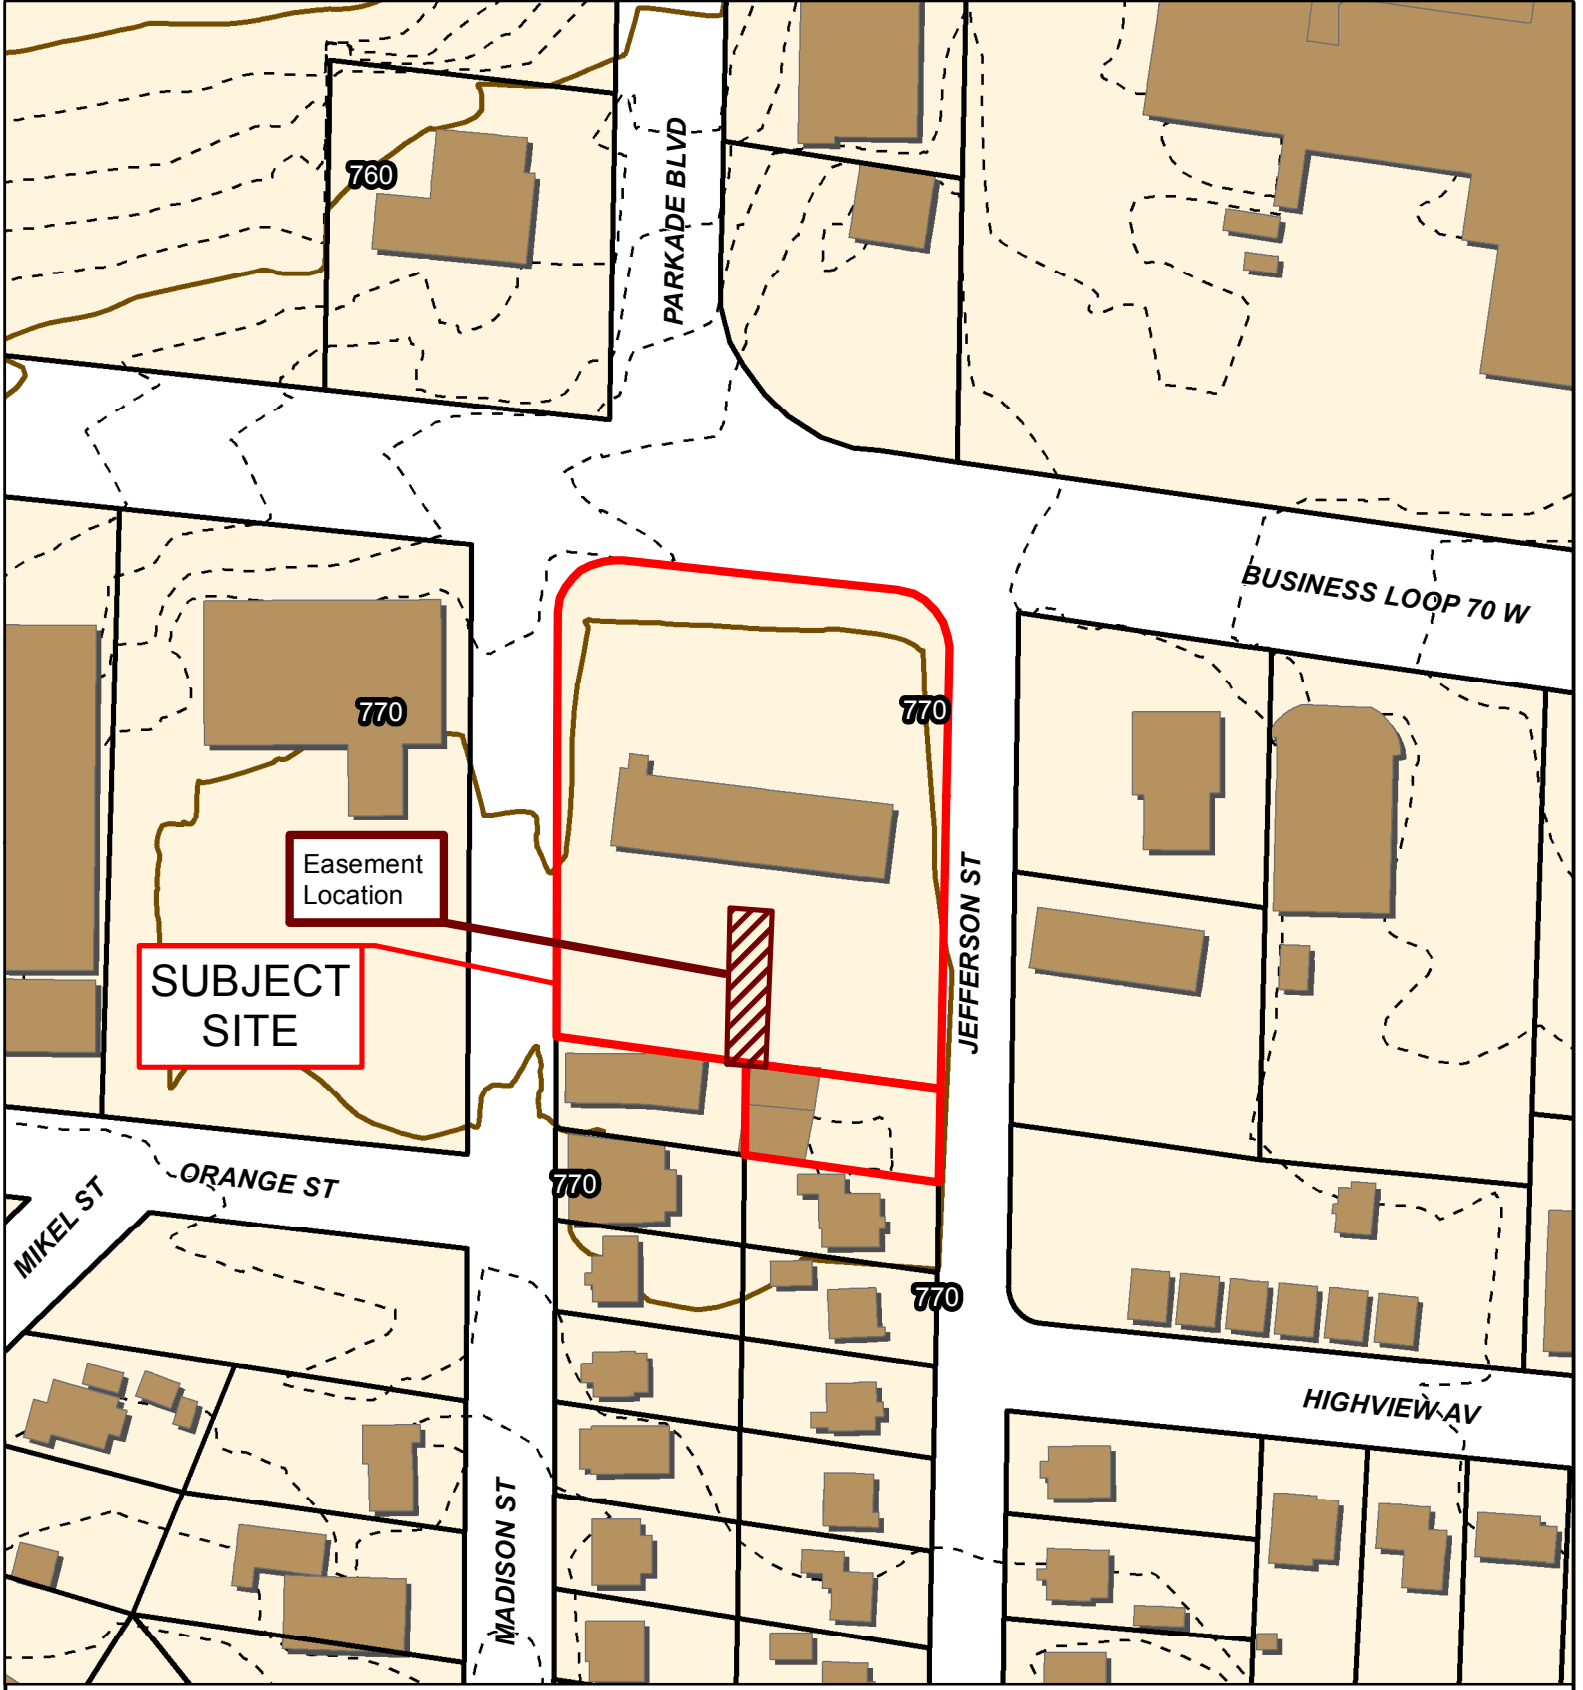 760
PARKADE BLVD
BUSINESS LOOP 70 W
770
770
Easement
Location
JEFFERSON ST
SUBJECT
SITE
ORANGE ST
MIKEL ST
770
770
HIGHVIEW AV
MADISON ST